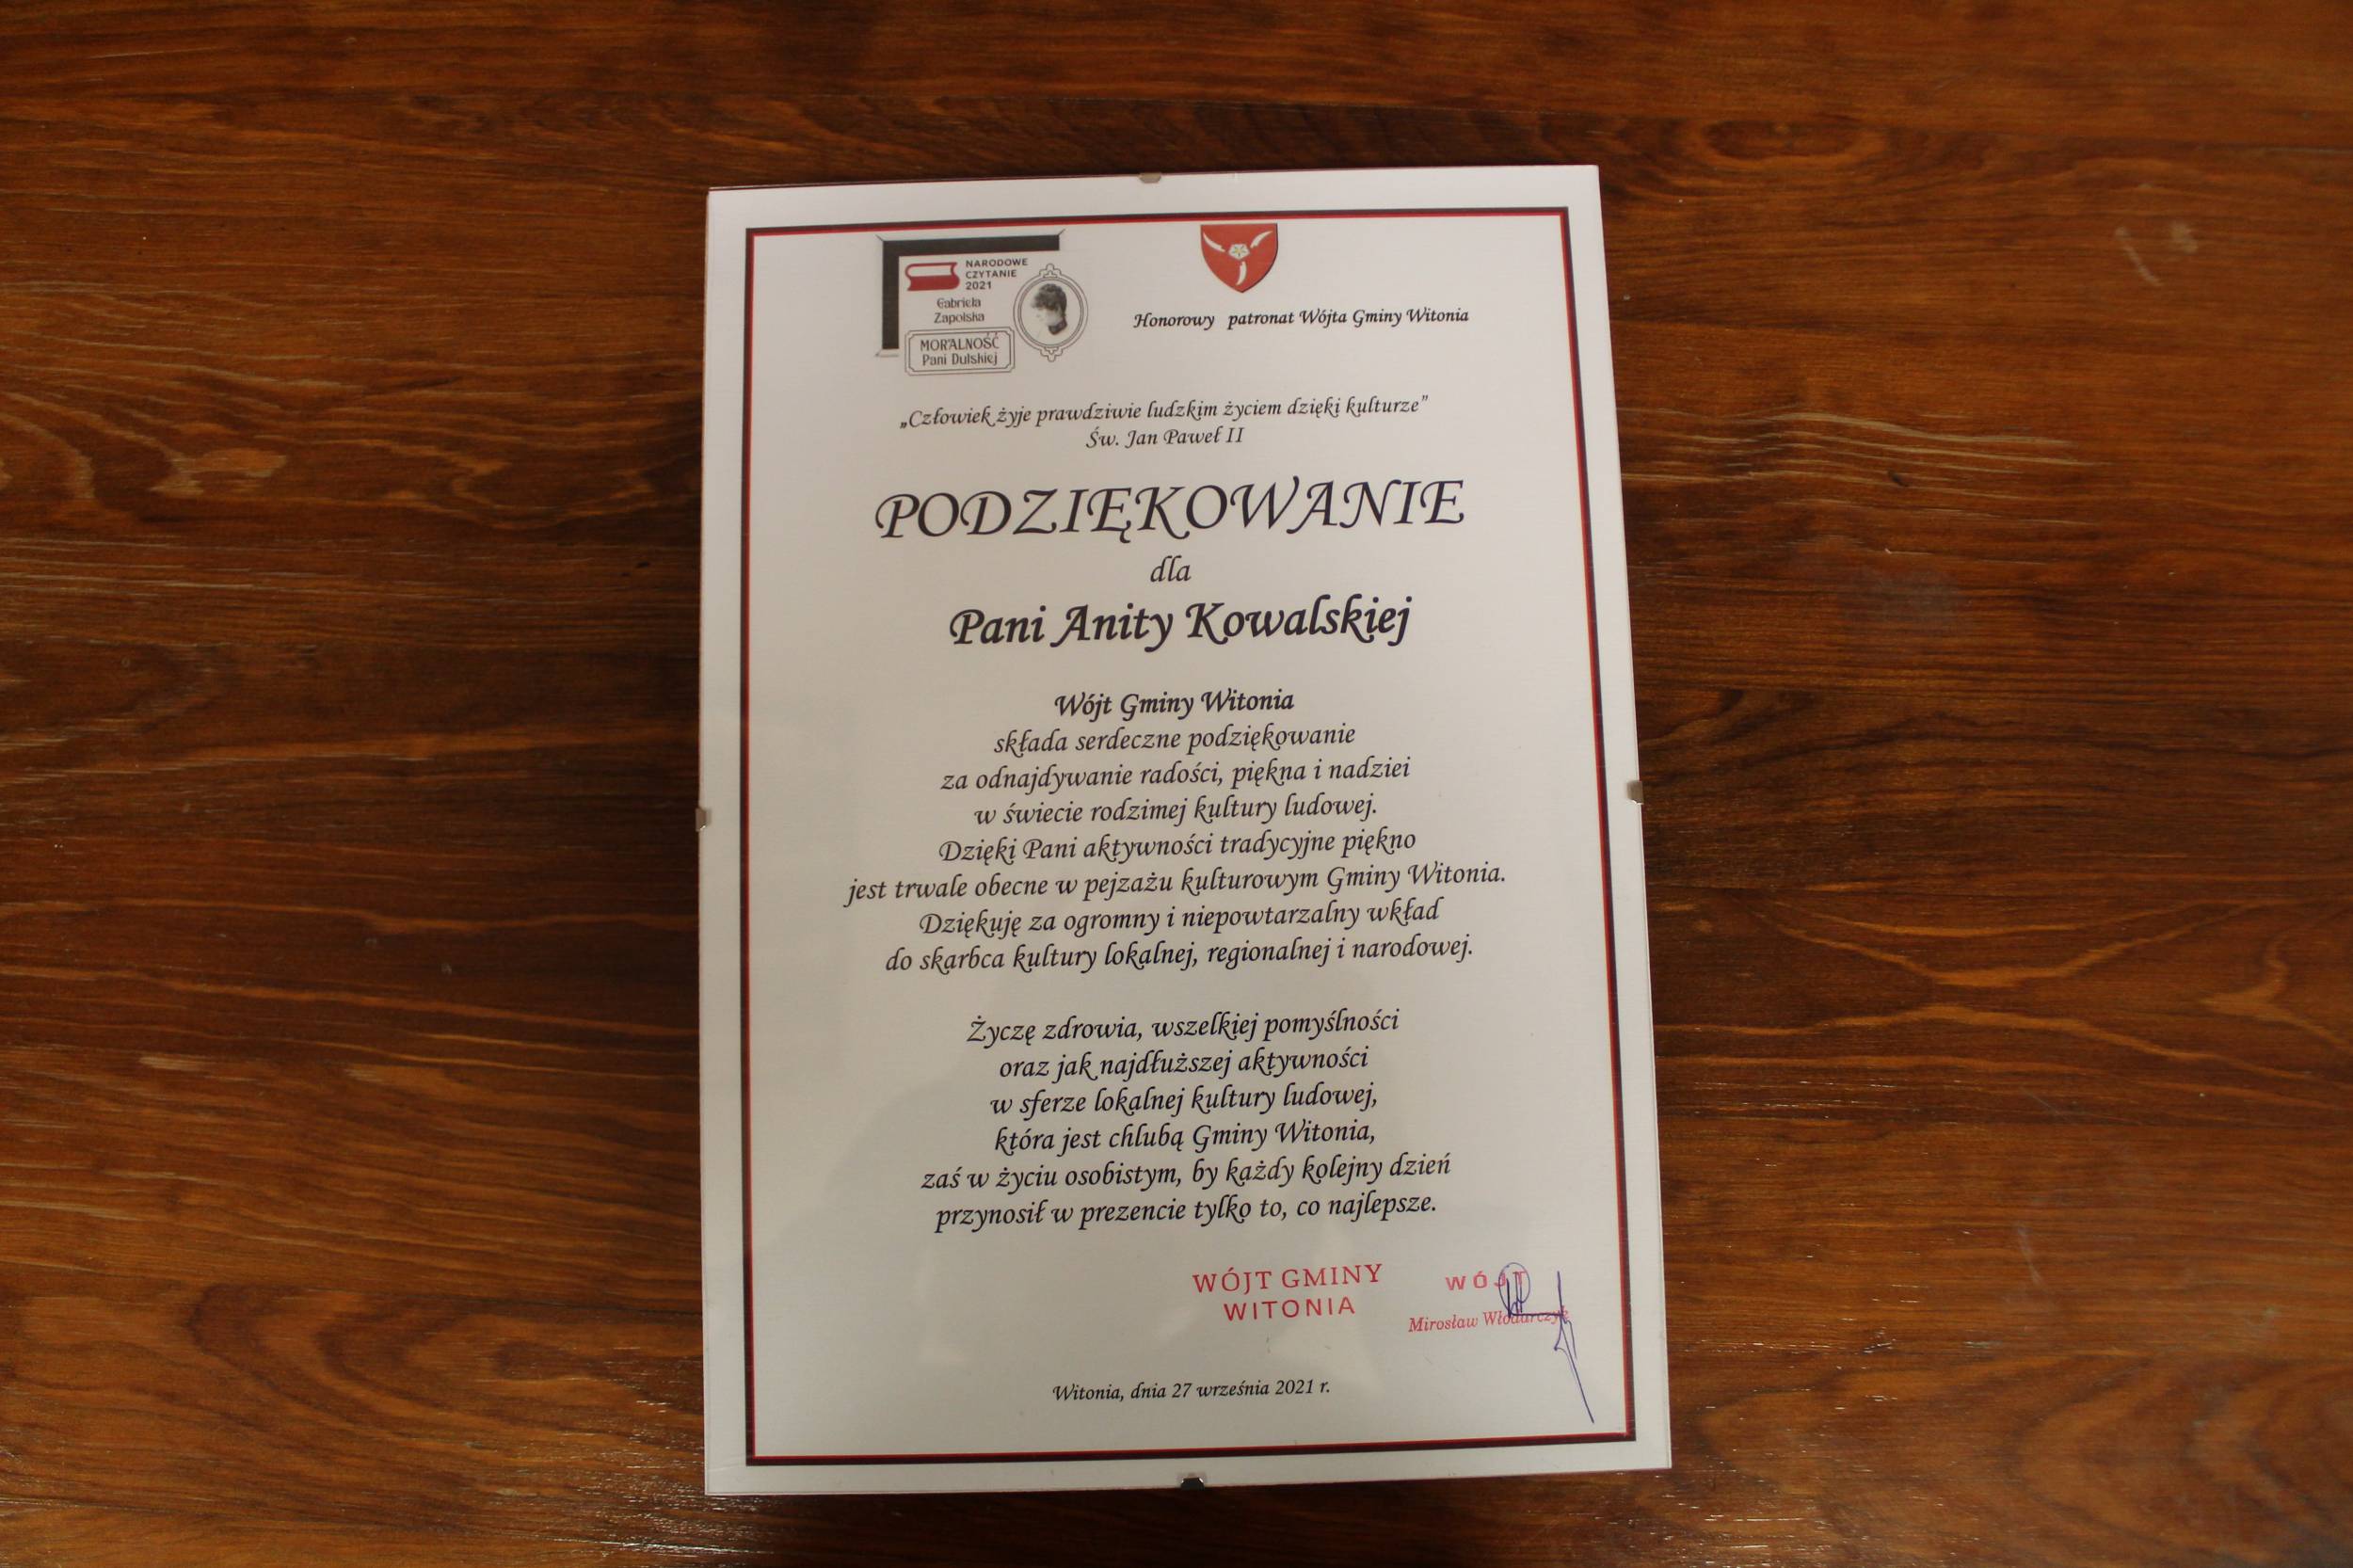 NARODOWE
CZYTANIE
2021
Gabriela
Zapolska
MORALNOŚĆ
Pani Dulskiej
Honorowy patronat Wójta Gminy Witonia
„Człowiek żyje prawdziwie ludzkim życiem dzięki kulturze”
Św. Jan Paweł II
PODZIĘKOWANIE
dla
Pani Anity Kowalskiej
Wójt Gminy Witonia
składa serdeczne podziękowanie
za odnajdywanie radości, piękna i nadziei
w świecie rodzimej kultury ludowej.
Dzięki Pani aktywności tradycyjne piękno
jest trwale obecne w pejzażu kulturowym Gminy Witonia.
Dziękuję za ogromny i niepowtarzalny wkład
do skarbca kultury lokalnej, regionalnej i narodowej.
Życzę zdrowia, wszelkiej pomyślności
oraz jak najdłuższej aktywności
w sferze lokalnej kultury ludowej,
która jest chlubą Gminy Witonia,
zaś w życiu osobistym, by każdy kolejny dzień
przynosił w prezencie tylko to, co najlepsze.
WÓJT GMINY
WITONIA
WÓJT
Mirosław Włodarczyk
Witonia, dnia 27 września 2021 r.